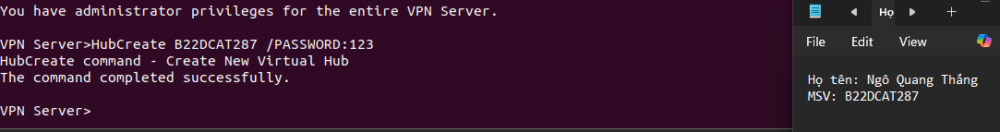 You have administrator privileges for the entire VPN Server.
VPN Server>HubCreate B22DCAT287 /PASSWORD:123
HubCreate command - Create New Virtual Hub
The command completed successfully.
VPN Server>
Họ
File Edit View
Họ tên: Ngô Quang Thắng
MSV: B22DCAT287